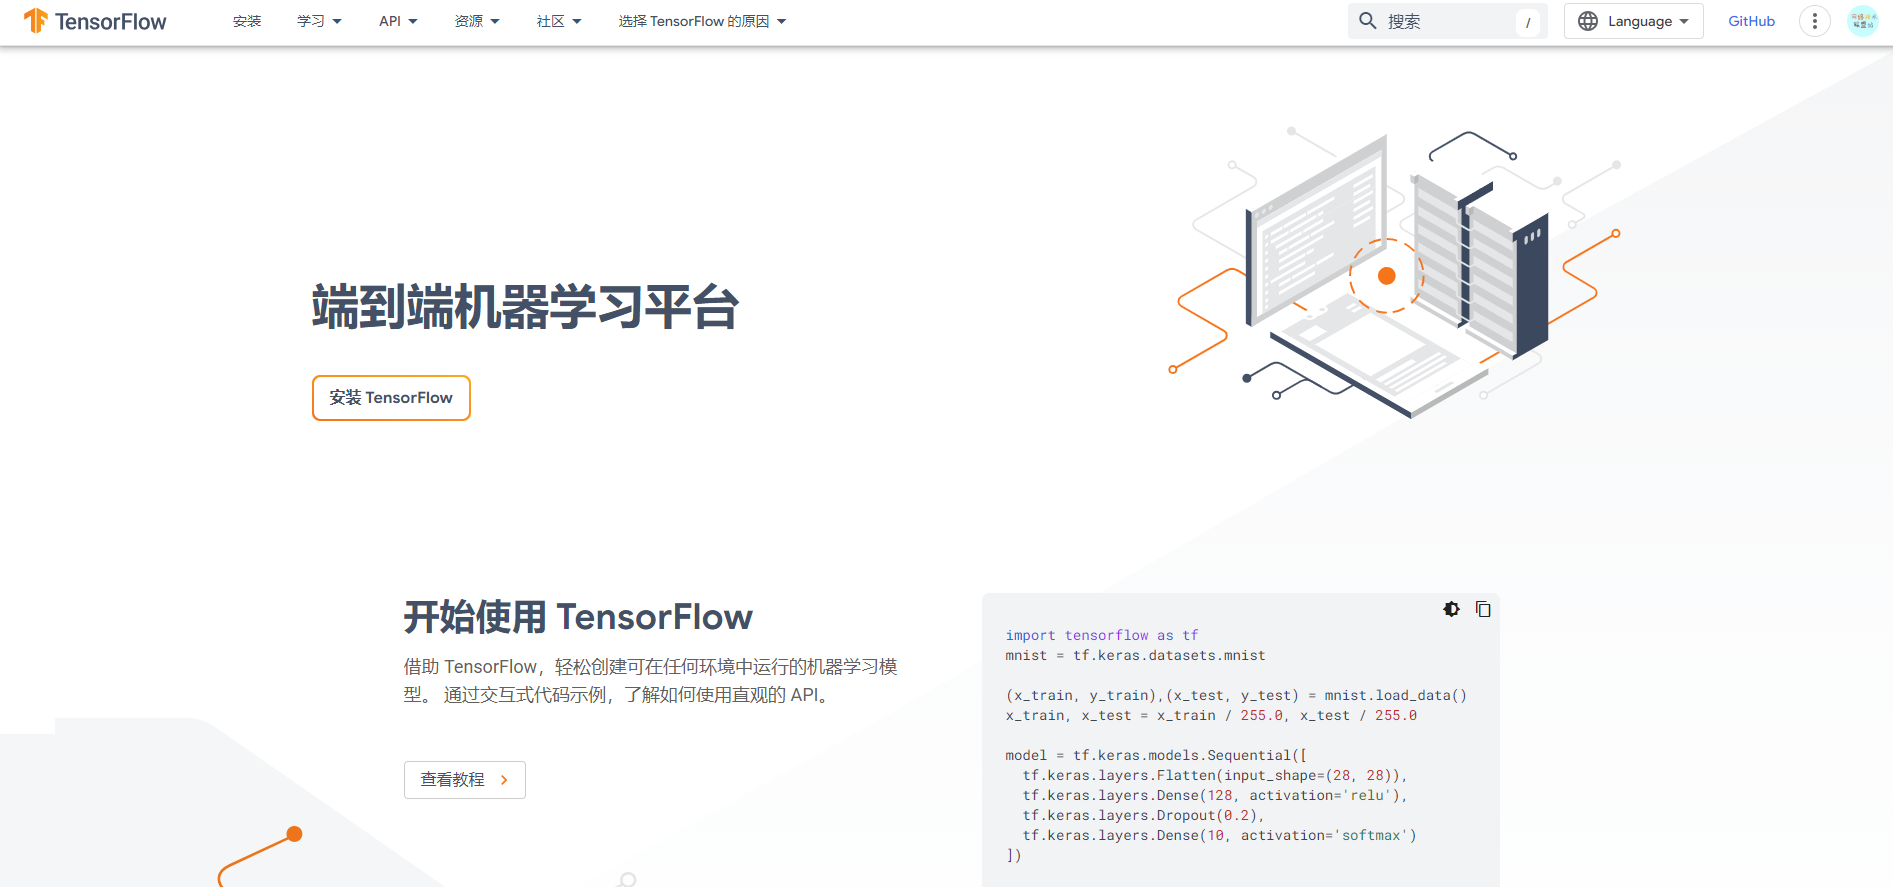 TensorFlow
安装
学习
API
资源
社区
选择 TensorFlow 的原因
搜索
/
Language
GitHub
端到端机器学习平台
安装 TensorFlow
开始使用 TensorFlow
借助 TensorFlow，轻松创建可在任何环境中运行的机器学习模
型。 通过交互式代码示例，了解如何使用直观的 API。
查看教程
import tensorflow as tf
mnist = tf.keras.datasets.mnist
(x_train, y_train),(x_test, y_test) = mnist.load_data()
x_train, x_test = x_train / 255.0, x_test / 255.0
model = tf.keras.models.Sequential([
  tf.keras.layers.Flatten(input_shape=(28, 28)),
  tf.keras.layers.Dense(128, activation='relu'),
  tf.keras.layers.Dropout(0.2),
  tf.keras.layers.Dense(10, activation='softmax')
])